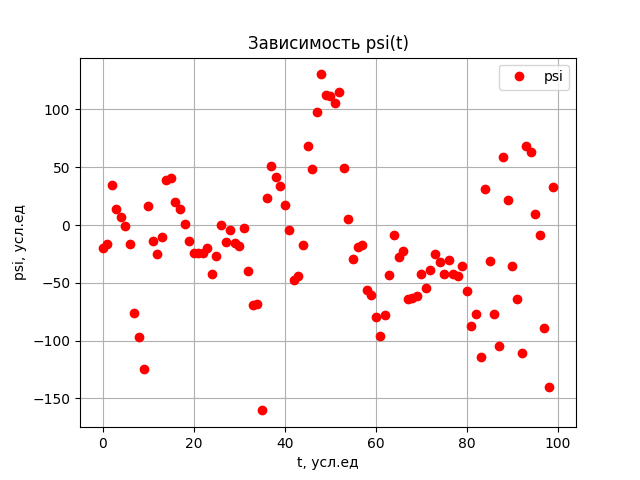 Зависимость psi(t)
psi
100
50
0
−50
−100
−150
psi, усл.ед
0 20 40 60 80 100
t, усл.ед